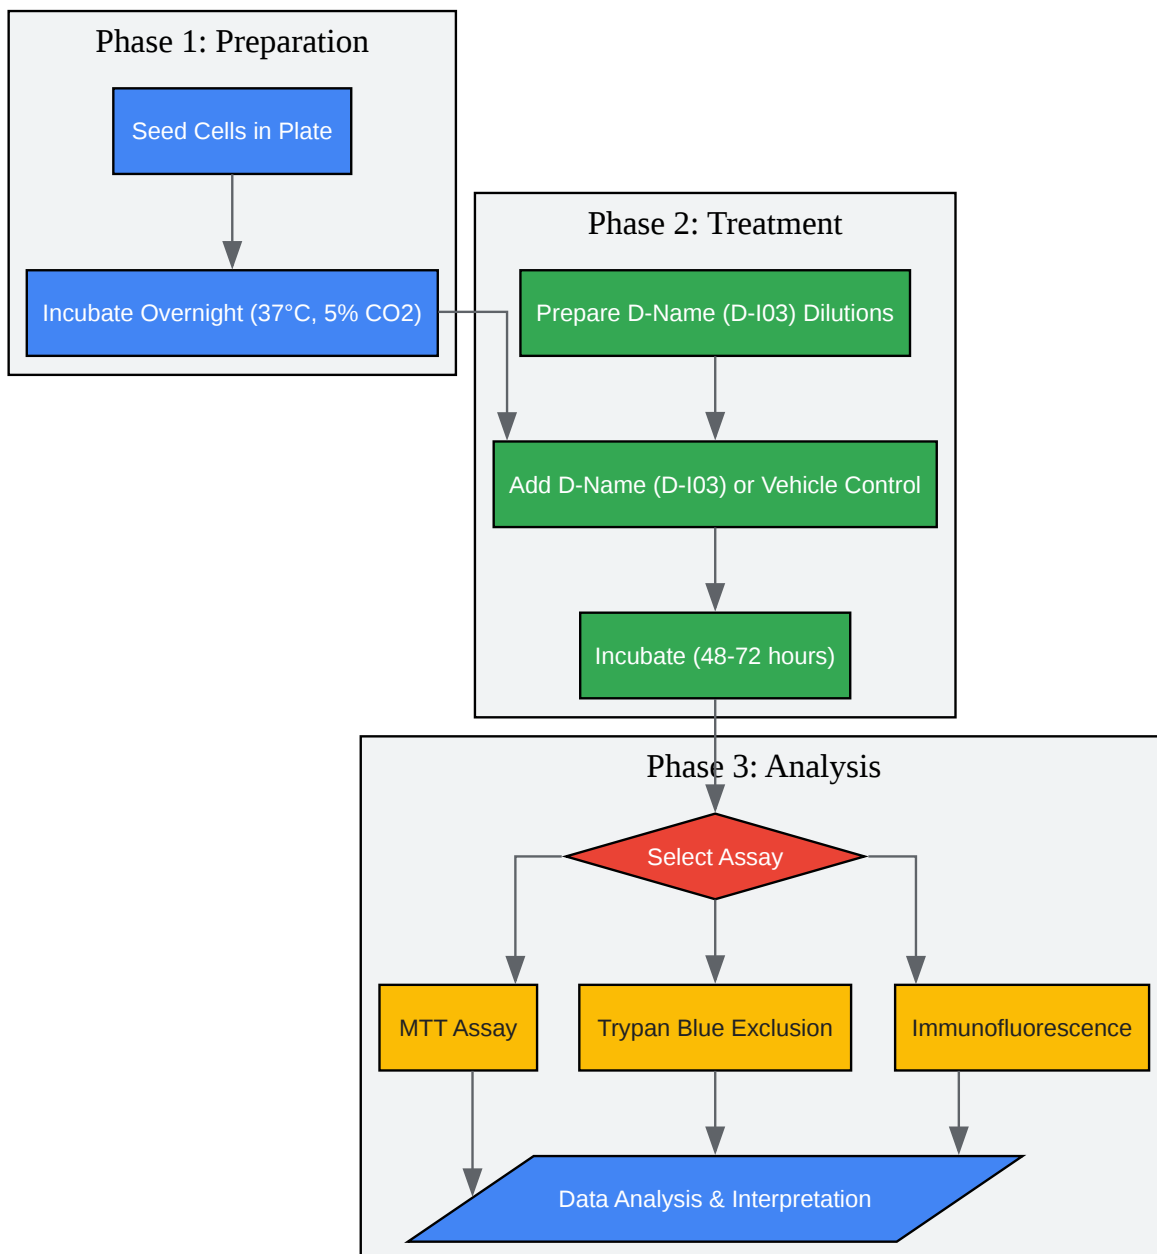 Phase 1: Preparation
Seed Cells in Plate
Incubate Overnight (37°C, 5% CO2)
Phase 2: Treatment
Prepare D-Name (D-I03) Dilutions
Add D-Name (D-I03) or Vehicle Control
Incubate (48-72 hours)
Phase 3: Analysis
Select Assay
MTT Assay
Trypan Blue Exclusion
Immunofluorescence
Data Analysis & Interpretation